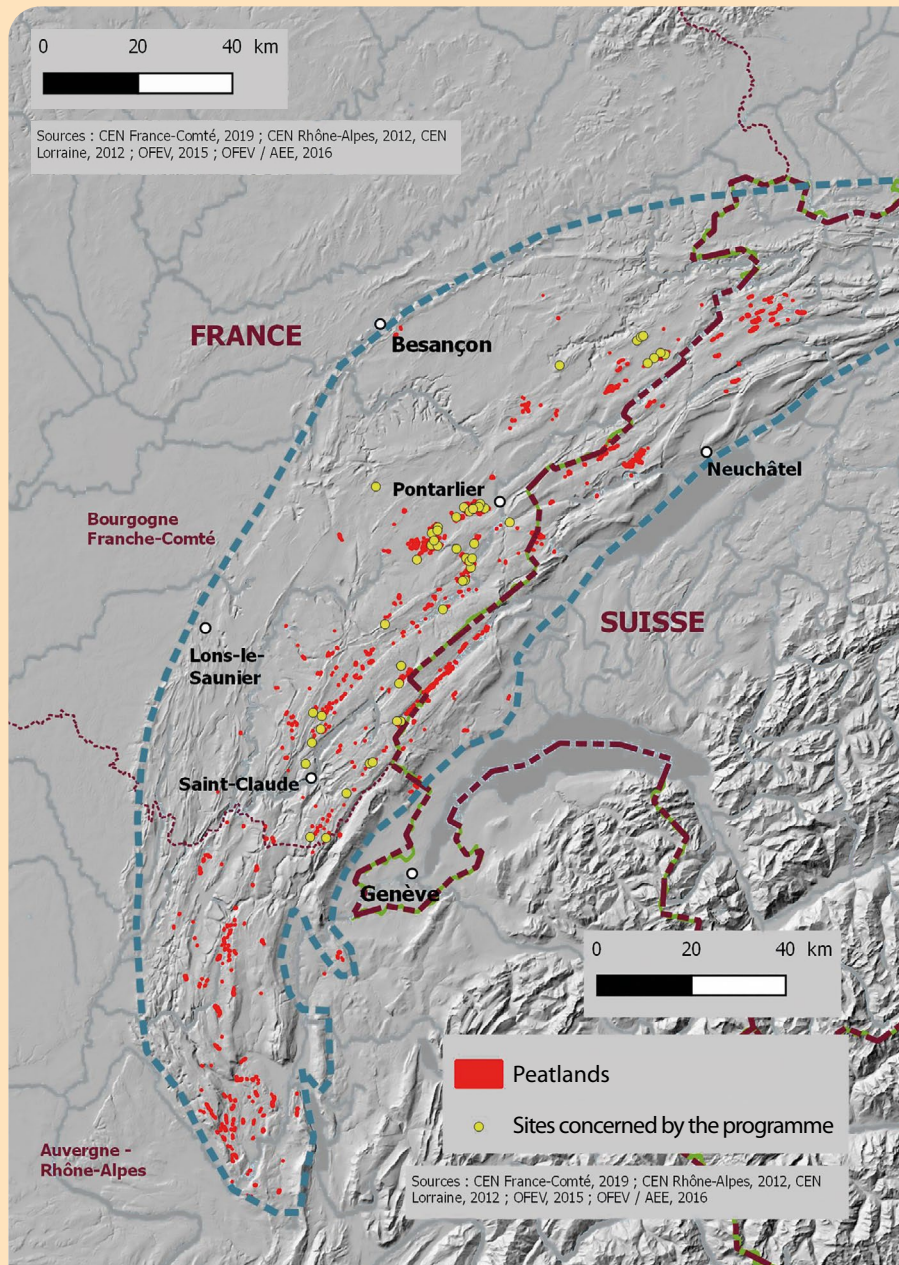 0 20 40 km
Sources : CEN France-Comté, 2019 ; CEN Rhône-Alpes, 2012, CEN
Lorraine, 2012 ; OFEV, 2015 ; OFEV / AEE, 2016
FRANCE
Besançon
Neuchâtel
Pontarlier
Bourgogne
Franche-Comté
SUISSE
Lons-le-
Saunier
Saint-Claude
Genève
0 20 40 km
Peatlands
Sites concerned by the programme
Auvergne -
Rhône-Alpes
Sources : CEN France-Comté, 2019 ; CEN Rhône-Alpes, 2012, CEN
Lorraine, 2012 ; OFEV, 2015 ; OFEV / AEE, 2016